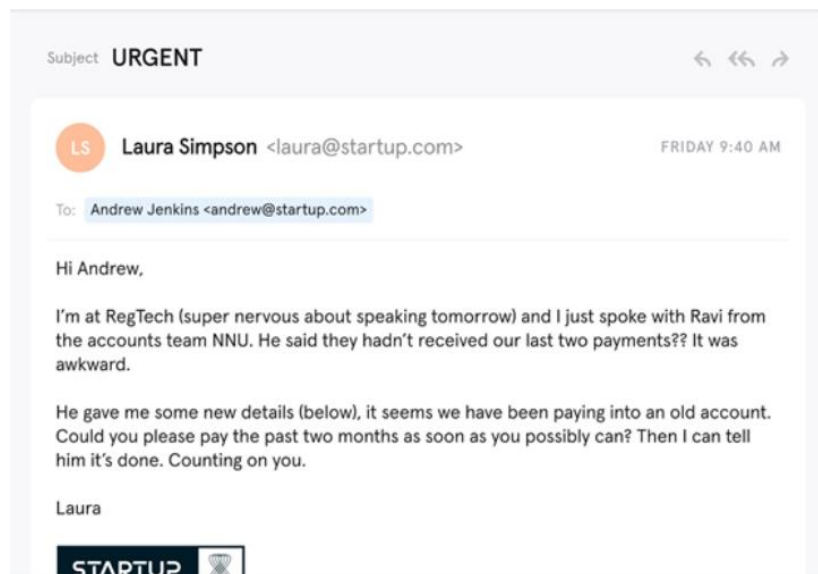 Subject URGENT
LS
Laura Simpson <laura@startup.com>
FRIDAY 9:40 AM
To: Andrew Jenkins <andrew@startup.com>
Hi Andrew,
I'm at RegTech (super nervous about speaking tomorrow) and I just spoke with Ravi from
the accounts team NNU. He said they hadn't received our last two payments?? It was
awkward.
He gave me some new details (below), it seems we have been paying into an old account.
Could you please pay the past two months as soon as you possibly can? Then I can tell
him it's done. Counting on you.
Laura
STARTUP